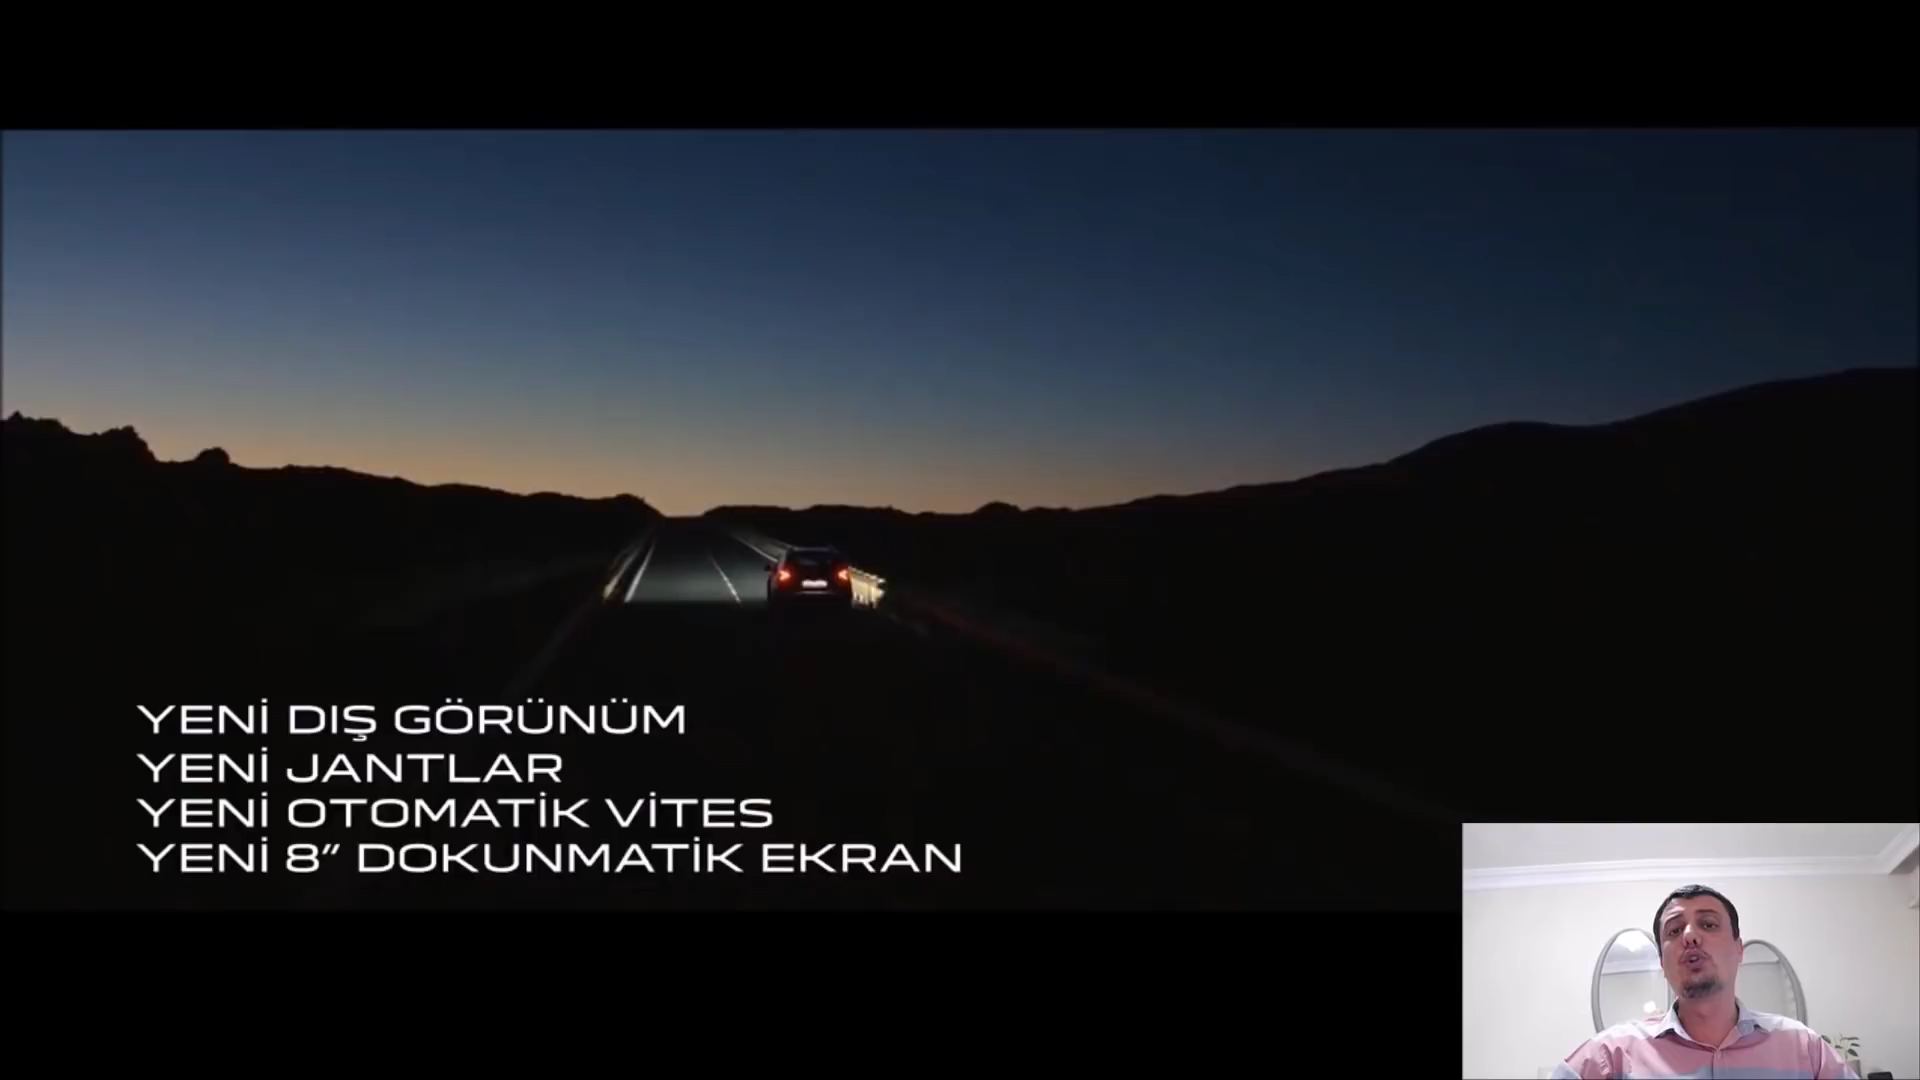 YENİ DIŞ GÖRÜNÜM
YENİ JANTLAR
YENİ OTOMATİK VİTES
YENİ 8” DOKUNMATİK EKRAN